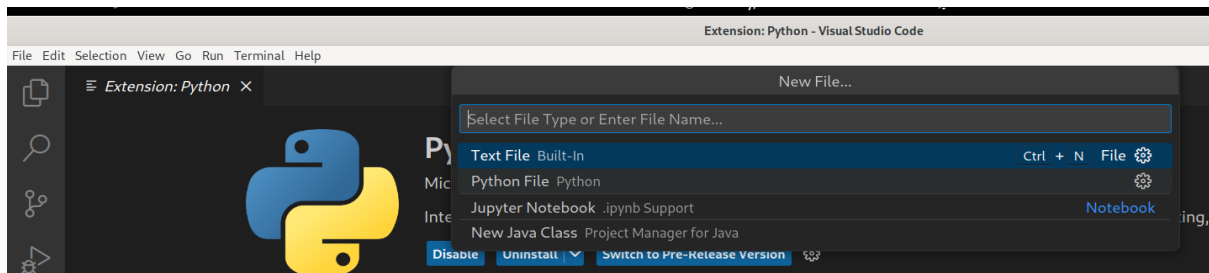 Extension: Python - Visual Studio Code
File Edit Selection View Go Run Terminal Help
Extension: Python
New File...
Select File Type or Enter File Name...
Text File Built-In Ctrl + N File
Python File Python
Jupyter Notebook .ipynb Support Notebook
New Java Class Project Manager for Java
Disable Uninstall Switch to Pre-Release Version